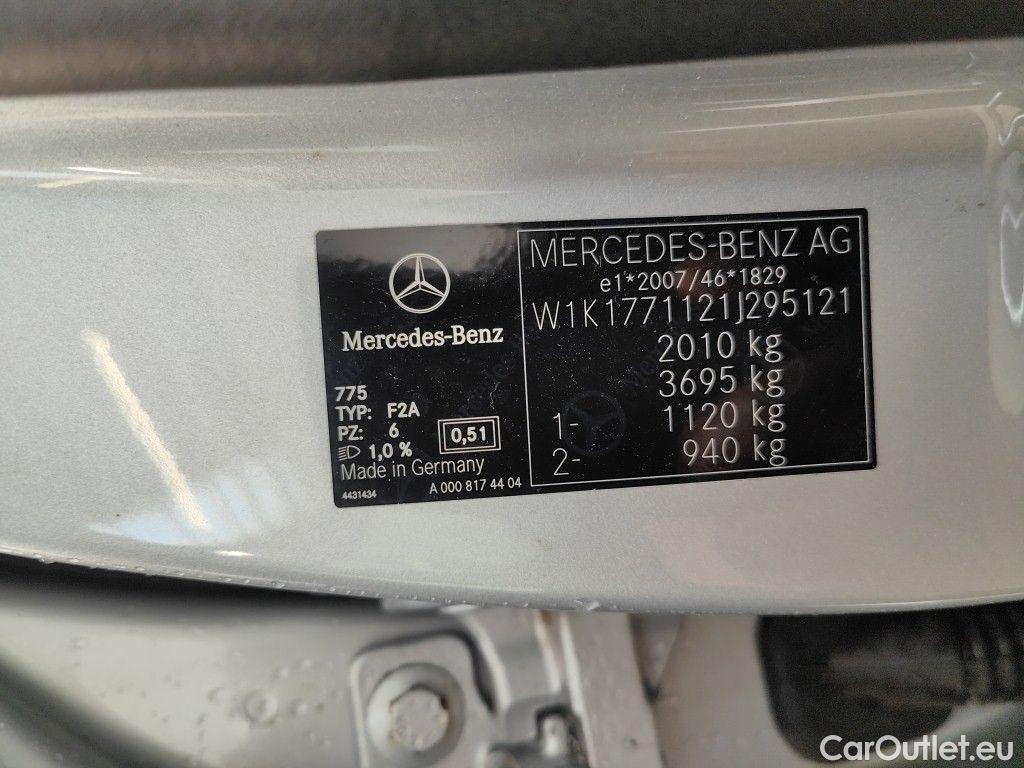 Mercedes-Benz
775
TYP: F2A
PZ: 6
1,0 %
0,51
Made in Germany
4431434
A 000 817 44 04
MERCEDES-BENZ AG
e1*2007/46*1829
W1K1771121J295121
2010 kg
3695 kg
1- 1120 kg
2- 940 kg
CarOutlet.eu